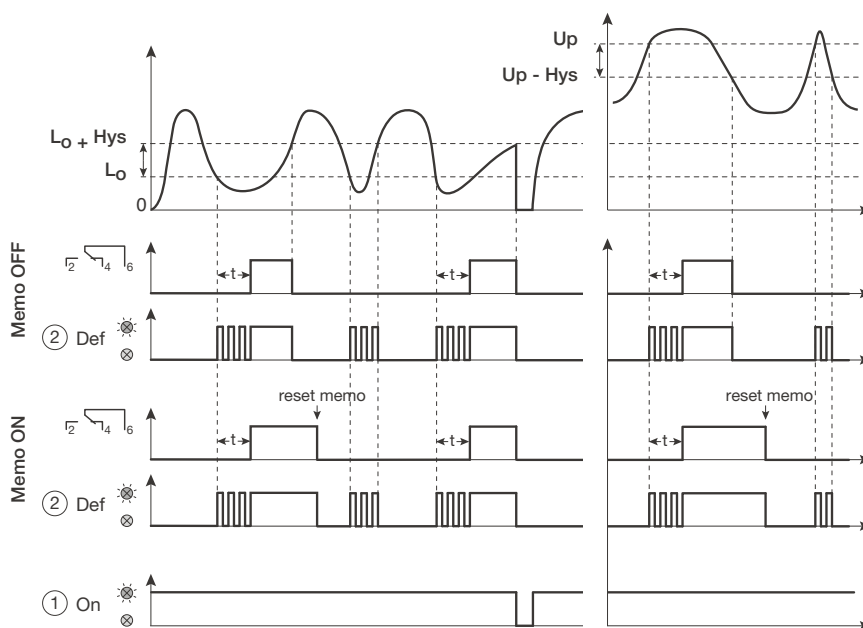 Up
Up - Hys
Lo + Hys
Lo
0
Memo OFF
2 4 6
t
t
t
2 Def
Memo ON
reset memo
reset memo
2 4 6
t
t
t
2 Def
1 On